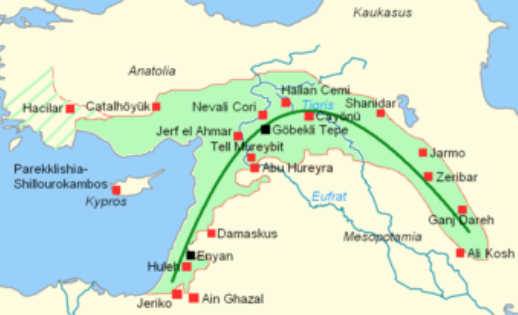 Kaukasus
Anatolia
Hallan Cemi
Hacilar
Catalhöyük
Nevali Cori
Tigris
Shanidar
Cayönü
Jerf el Ahmar
Göbekli Tepe
Tell Mureybit
Jarmo
Abu Hureyra
Parekklishia-
Shillourokambos
Zeribar
Kypros
Eufrat
Ganj Dareh
Damaskus
Mesopotamia
Enyan
Ali Kosh
Huleh
Jeriko
Ain Ghazal